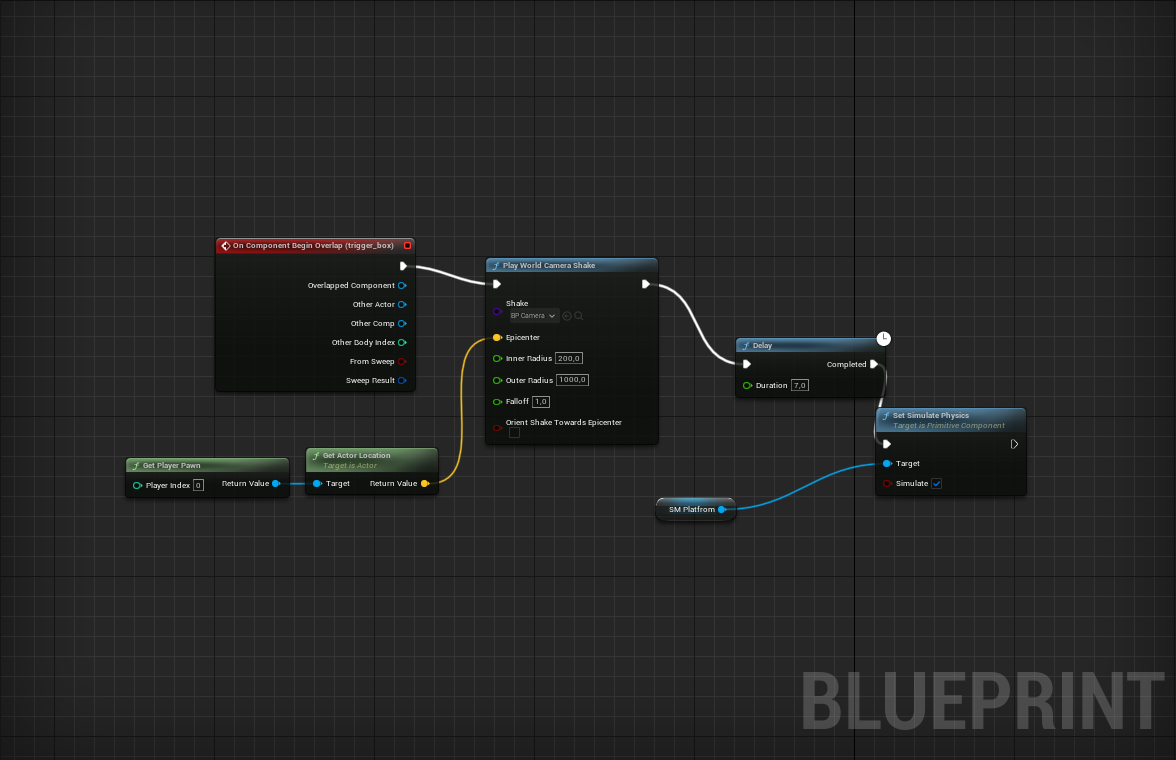 On Component Begin Overlap (trigger_box)
Overlapped Component
Other Actor
Other Comp
Other Body Index
From Sweep
Sweep Result
Play World Camera Shake
Shake
BP Camera
Epicenter
Inner Radius 200,0
Outer Radius 1000,0
Falloff 1,0
Orient Shake Towards Epicenter
Delay
Completed
Duration 7,0
Set Simulate Physics
Target is Primitive Component
Target
Simulate
Get Player Pawn
Player Index 0 Return Value
Get Actor Location
Target is Actor
Target Return Value
SM Platfrom
BLUEPRINT